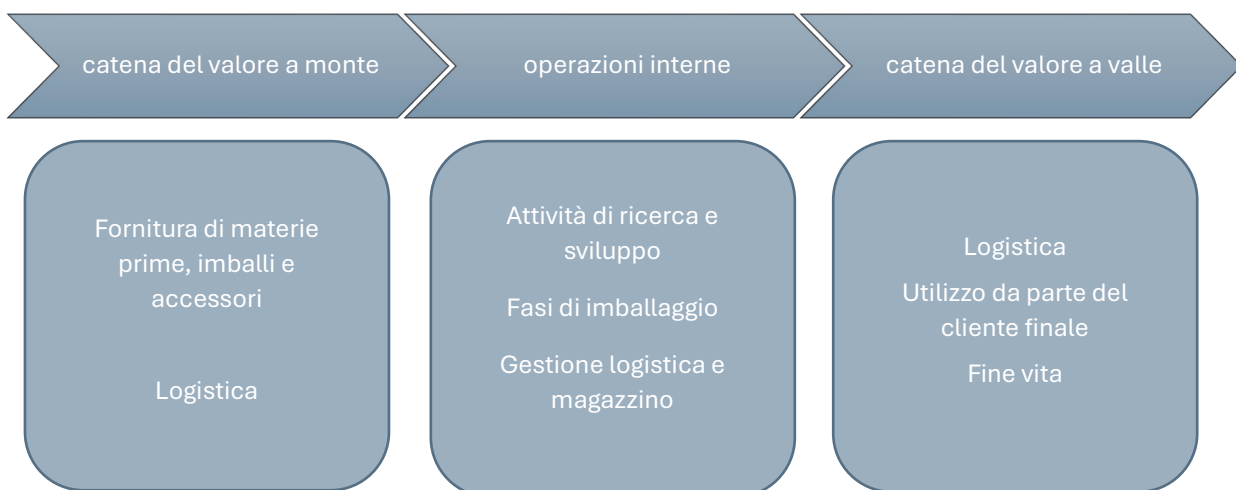 catena del valore a monte
operazioni interne
catena del valore a valle
Fornitura di materie
prime, imballi e
accessori
Logistica
Attività di ricerca e
sviluppo
Fasi di imballaggio
Gestione logistica e
magazzino
Logistica
Utilizzo da parte del
cliente finale
Fine vita